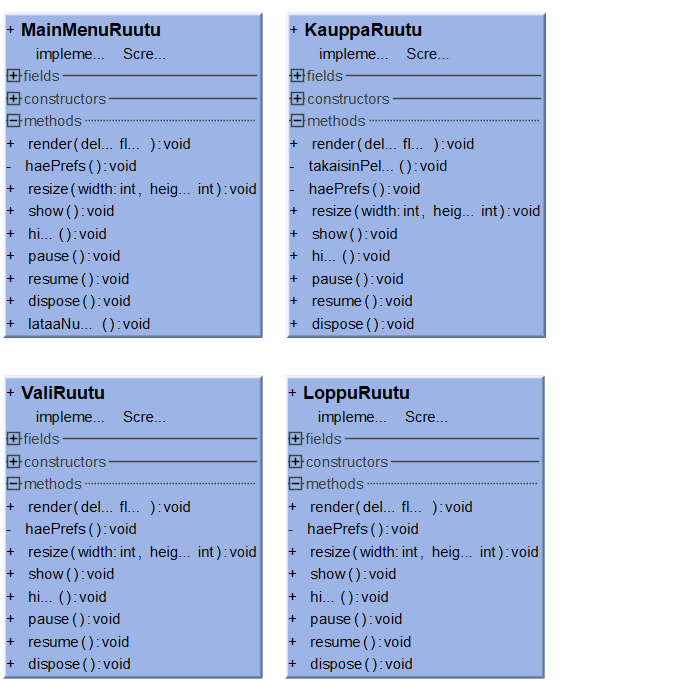 + MainMenuRuutu
impleme... Scre...
fields
constructors
methods
+ render(del... fl... ):void
- haePrefs():void
+ resize(width:int, heig... int):void
+ show():void
+ hi... ():void
+ pause():void
+ resume():void
+ dispose():void
+ lataaNu... ():void
+ KauppaRuutu
impleme... Scre...
fields
constructors
methods
+ render(del... fl... ):void
- takaisinPel... ():void
- haePrefs():void
+ resize(width:int, heig... int):void
+ show():void
+ hi... ():void
+ pause():void
+ resume():void
+ dispose():void
+ ValiRuutu
impleme... Scre...
fields
constructors
methods
+ render(del... fl... ):void
- haePrefs():void
+ resize(width:int, heig... int):void
+ show():void
+ hi... ():void
+ pause():void
+ resume():void
+ dispose():void
+ LoppuRuutu
impleme... Scre...
fields
constructors
methods
+ render(del... fl... ):void
- haePrefs():void
+ resize(width:int, heig... int):void
+ show():void
+ hi... ():void
+ pause():void
+ resume():void
+ dispose():void